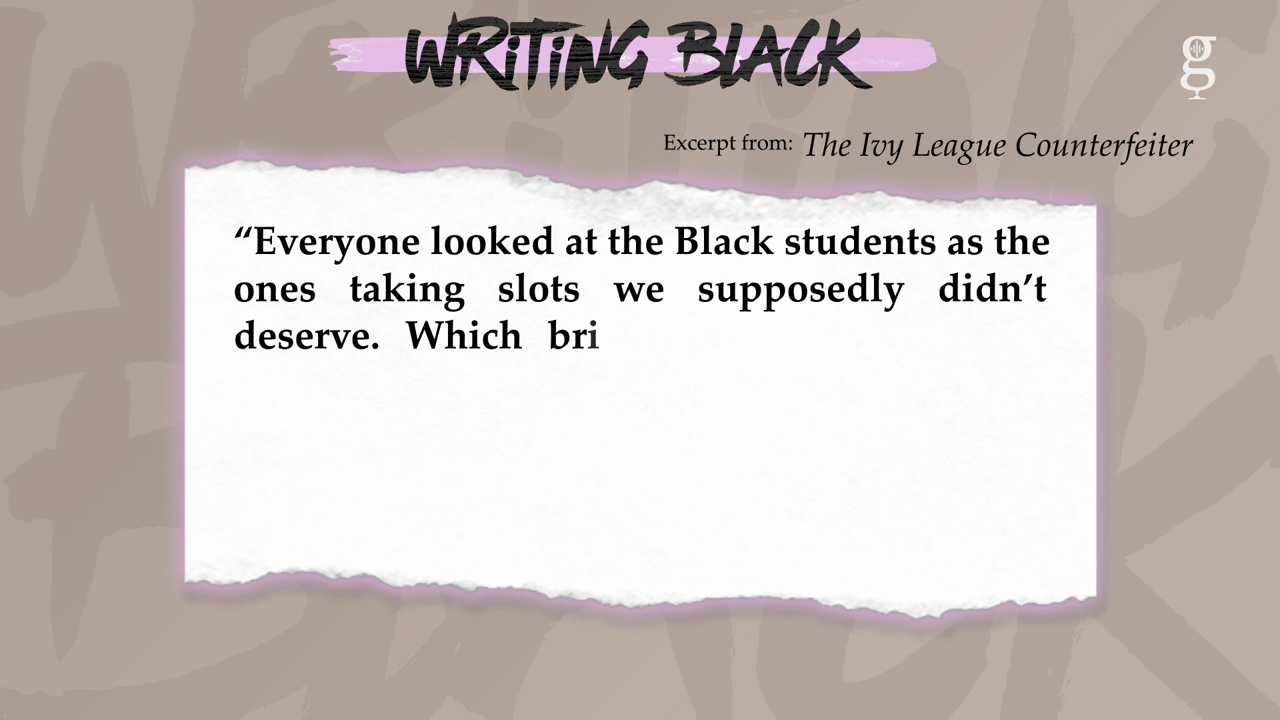 WRiTiNG BLACK
g
Excerpt from: The Ivy League Counterfeiter
“Everyone looked at the Black students as the
ones taking slots we supposedly didn’t
deserve. Which bri